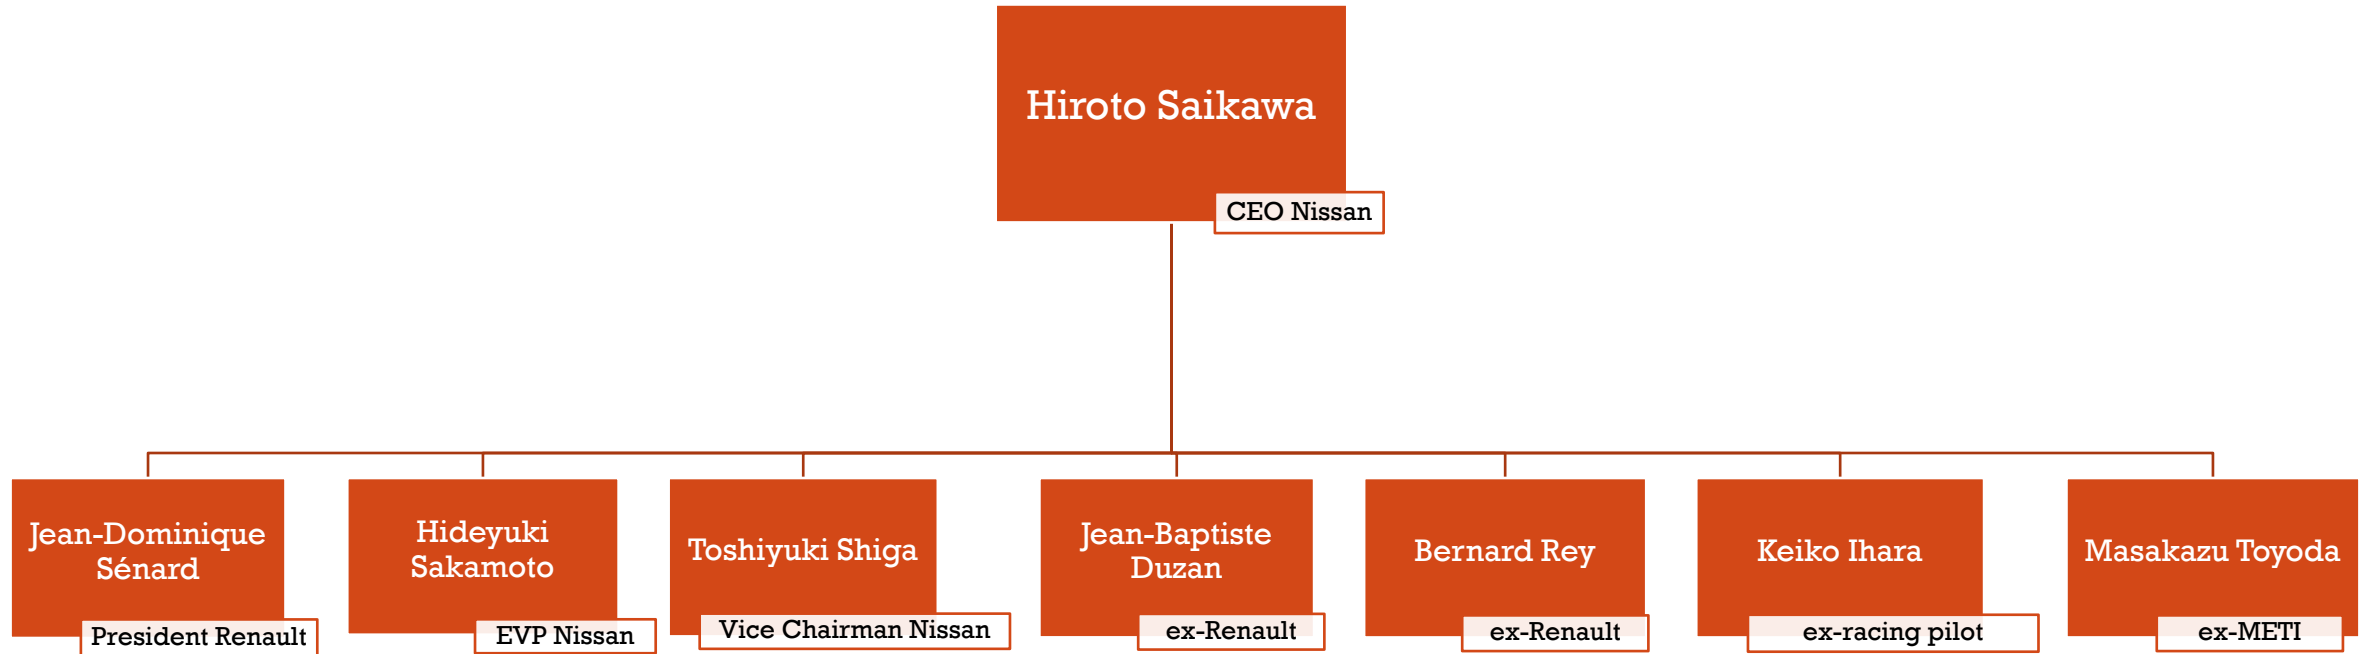 Hiroto Saikawa
CEO Nissan
Jean-Dominique
Sénard
President Renault
Hideyuki
Sakamoto
EVP Nissan
Toshiyuki Shiga
Vice Chairman Nissan
Jean-Baptiste
Duzan
ex-Renault
Bernard Rey
ex-Renault
Keiko Ihara
ex-racing pilot
Masakazu Toyoda
ex-METI